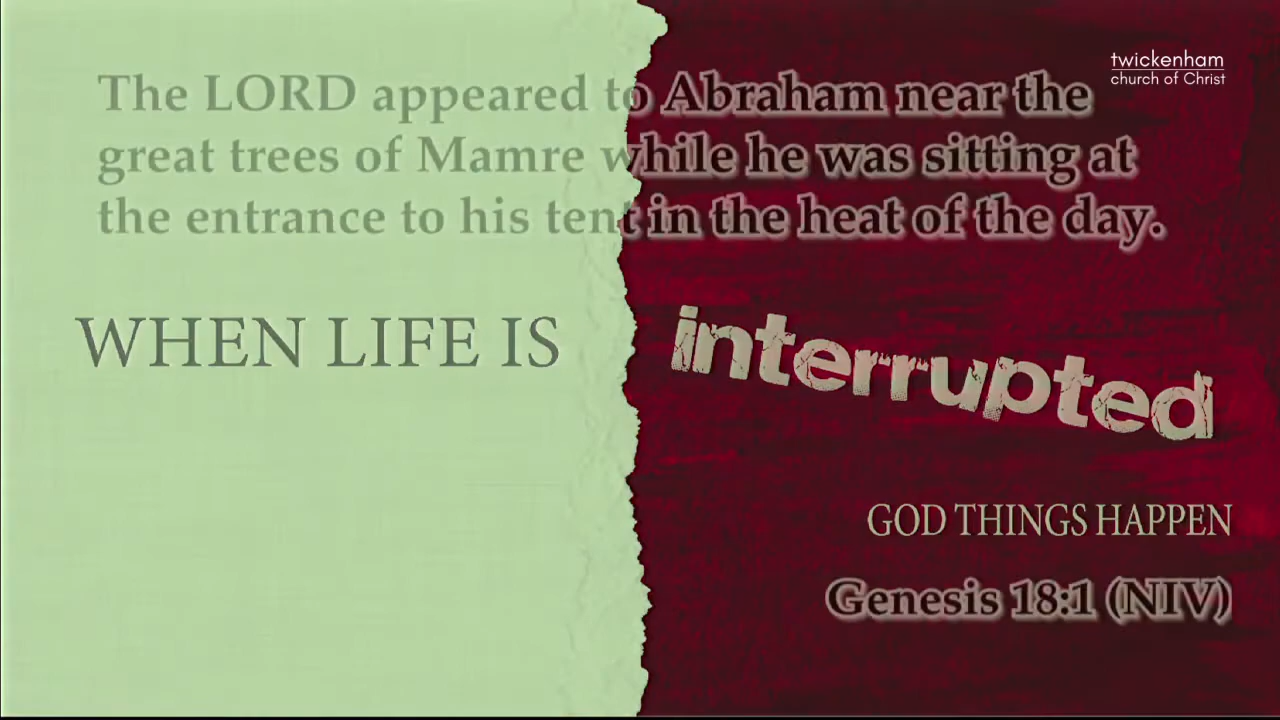 twickenham
church of Christ
The LORD appeared to Abraham near the
great trees of Mamre while he was sitting at
the entrance to his tent in the heat of the day.
WHEN LIFE IS interrupted
GOD THINGS HAPPEN
Genesis 18:1 (NIV)